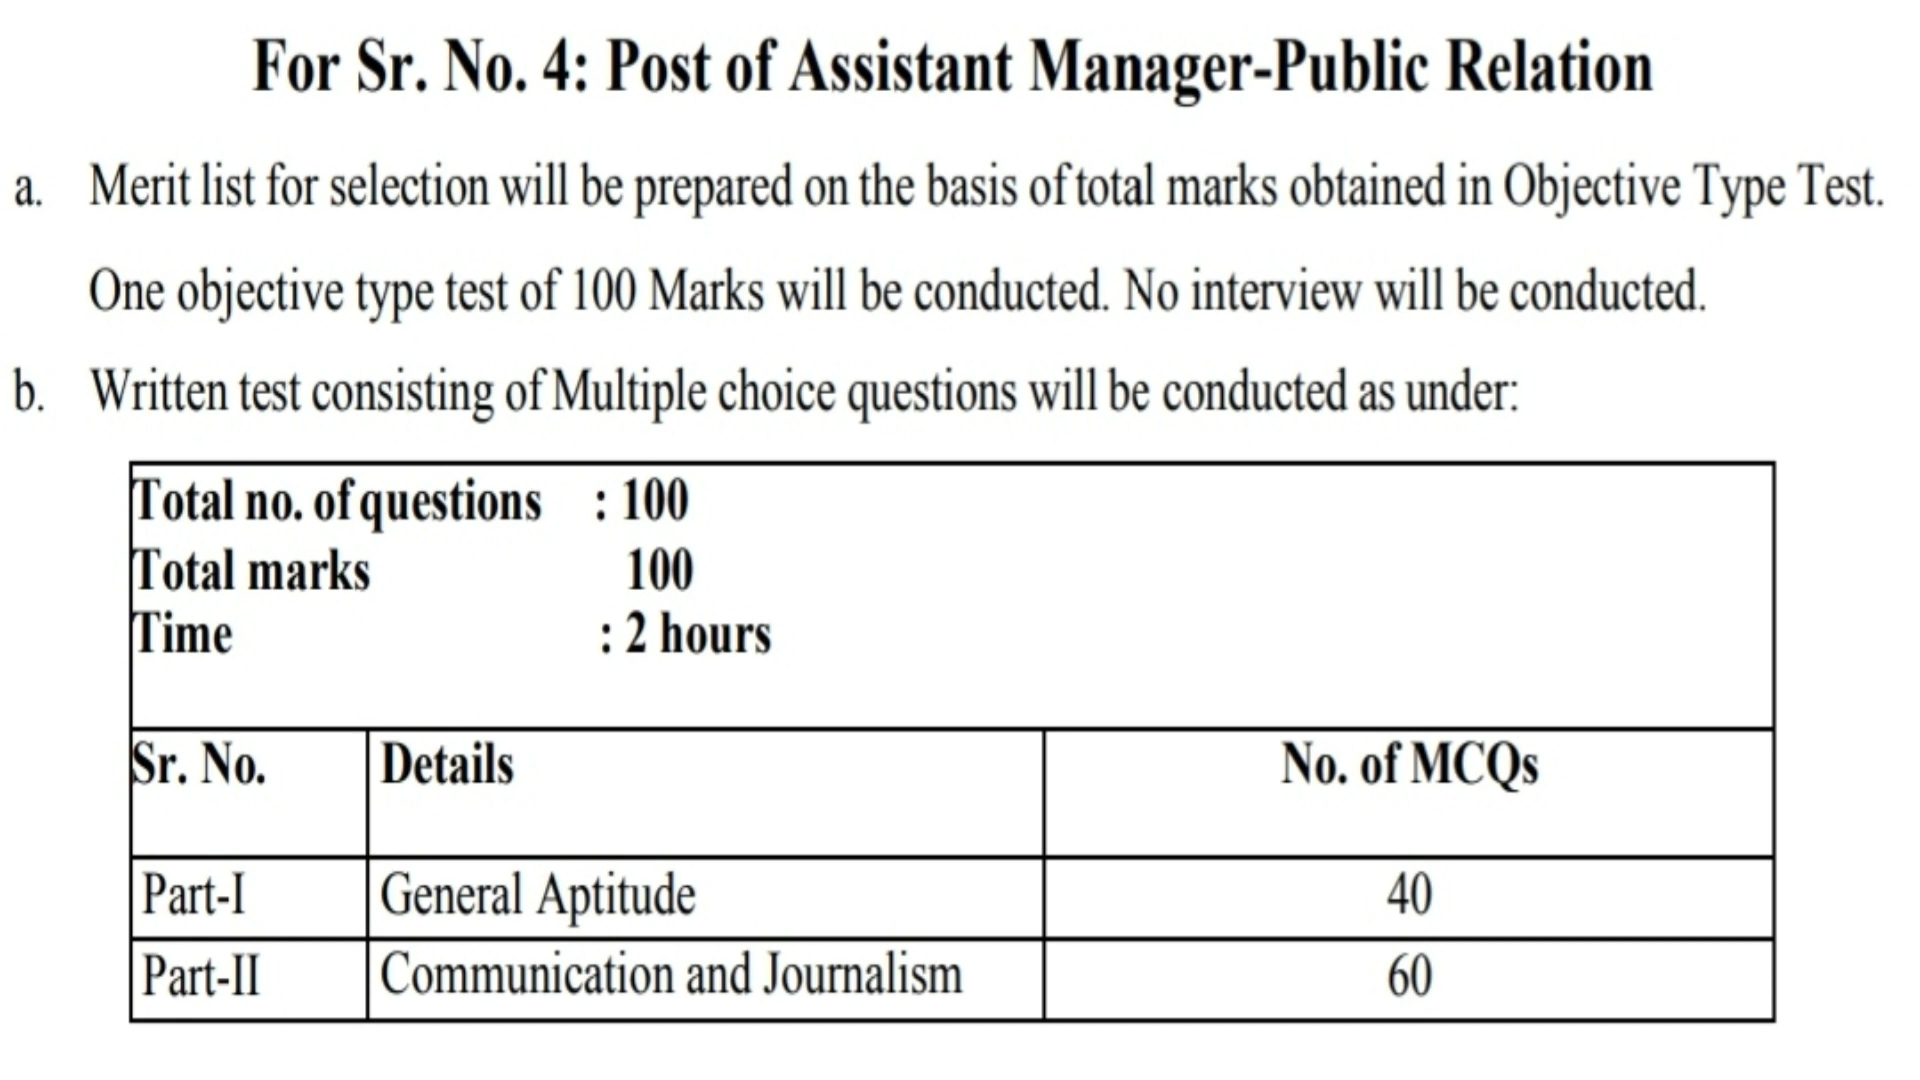 For Sr. No. 4: Post of Assistant Manager-Public Relation
a. Merit list for selection will be prepared on the basis of total marks obtained in Objective Type Test.
One objective type test of 100 Marks will be conducted. No interview will be conducted.
b. Written test consisting of Multiple choice questions will be conducted as under:
Total no. of questions : 100
Total marks 100
Time : 2 hours
Sr. No. Details No. of MCQs
Part-I General Aptitude 40
Part-II Communication and Journalism 60